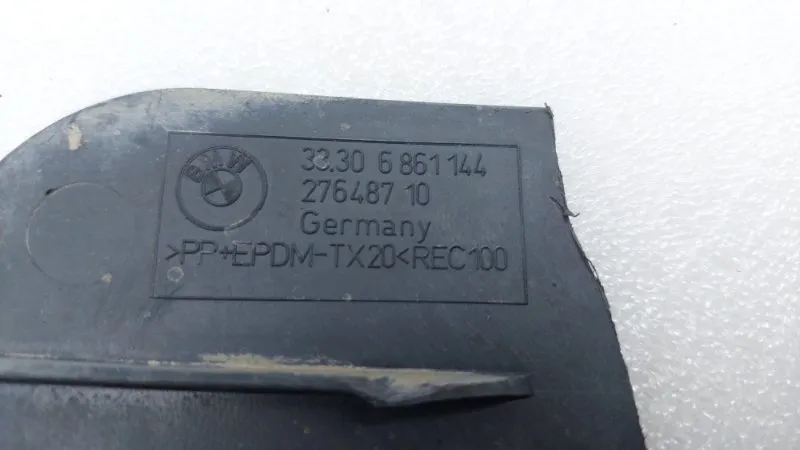 BMW
33.30 6 861 144
276487 10
Germany
>PP+EPDM-TX20<REC100